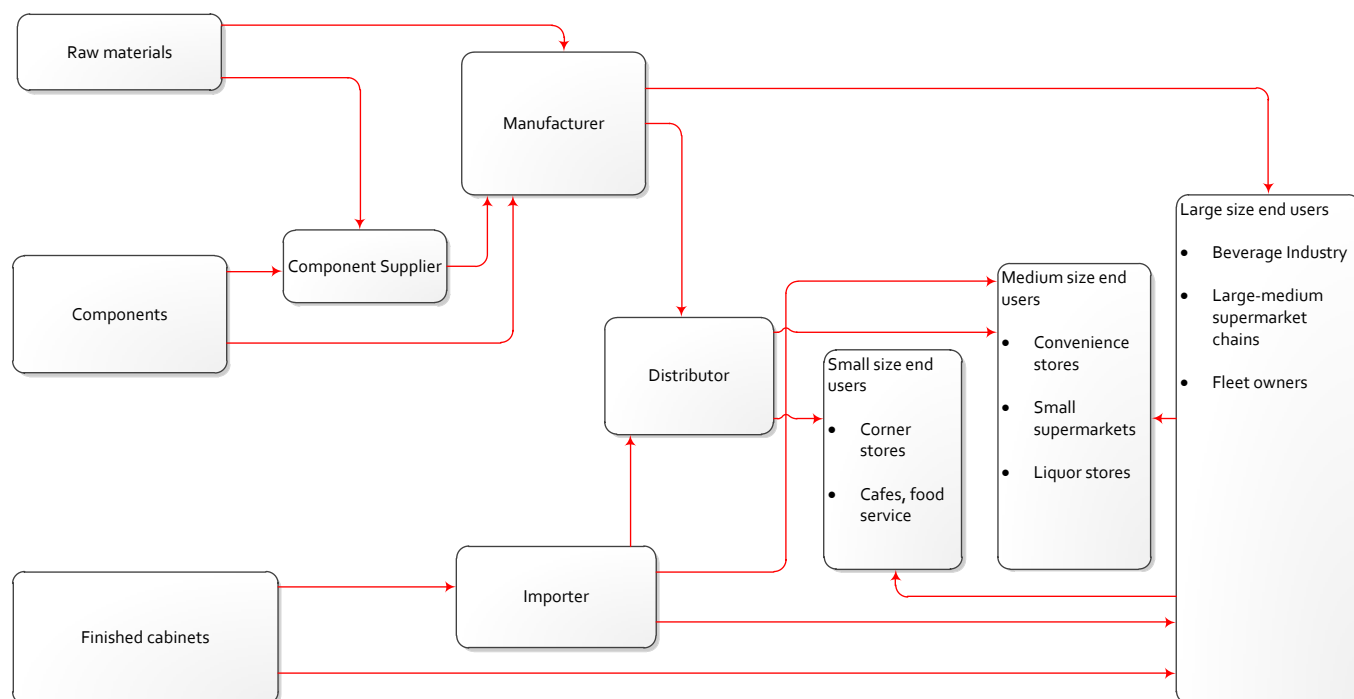 Raw materials
Manufacturer
Component Supplier
Components
Distributor
Importer
Finished cabinets
Small size end
users
• Corner
stores
• Cafes, food
service
Medium size end
users
• Convenience
stores
• Small
supermarkets
• Liquor stores
Large size end users
• Beverage Industry
• Large-medium
supermarket
chains
• Fleet owners